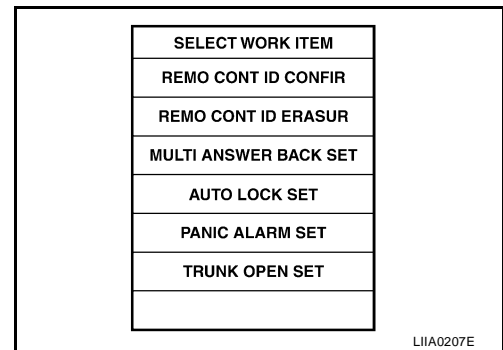 SELECT WORK ITEM
REMO CONT ID CONFIR
REMO CONT ID ERASUR
MULTI ANSWER BACK SET
AUTO LOCK SET
PANIC ALARM SET
TRUNK OPEN SET
LIIA0207E